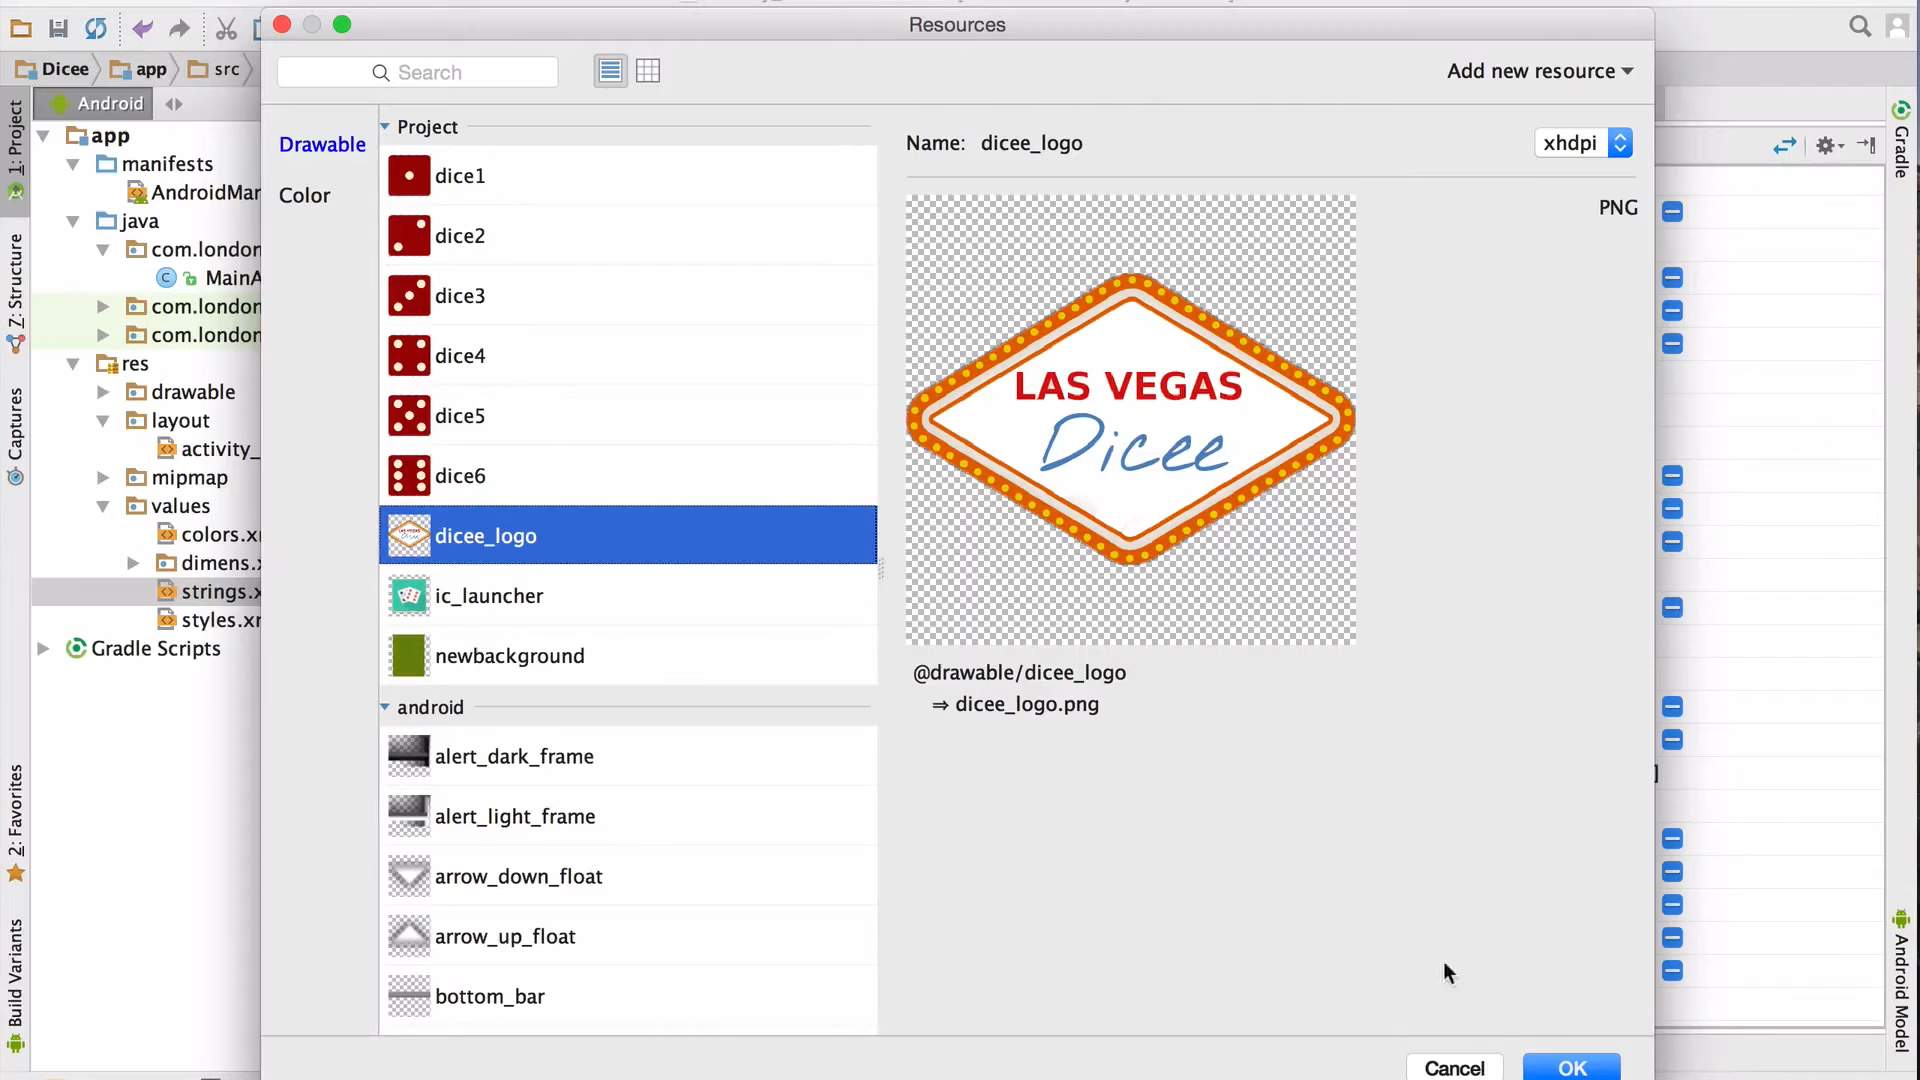 Resources
Search
Add new resource
Dicee
app
src
Android
1: Project
Z: Structure
Captures
2: Favorites
Build Variants
app
manifests
AndroidMar
java
com.london
MainA
com.london
com.london
res
drawable
layout
activity_
mipmap
values
colors.x
dimens.x
strings.x
styles.x
Gradle Scripts
Drawable
Color
Project
dice1
dice2
dice3
dice4
dice5
dice6
dicee_logo
ic_launcher
newbackground
android
alert_dark_frame
alert_light_frame
arrow_down_float
arrow_up_float
bottom_bar
Name: dicee_logo
xhdpi
PNG
LAS VEGAS
Dicee
@drawable/dicee_logo
⇒ dicee_logo.png
Cancel
OK
Gradle
Android Model